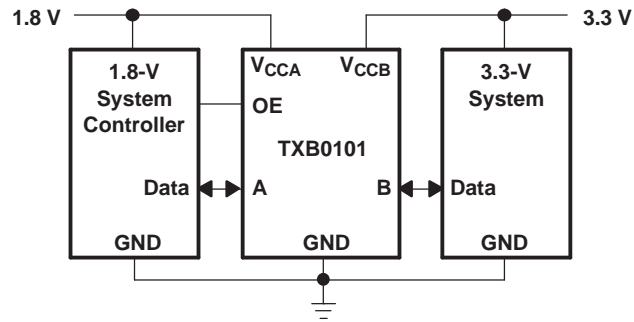 1.8 V
3.3 V
1.8-V
System
Controller
Data
GND
VCCA
VCCB
OE
TXB0101
A
B
GND
3.3-V
System
Data
GND